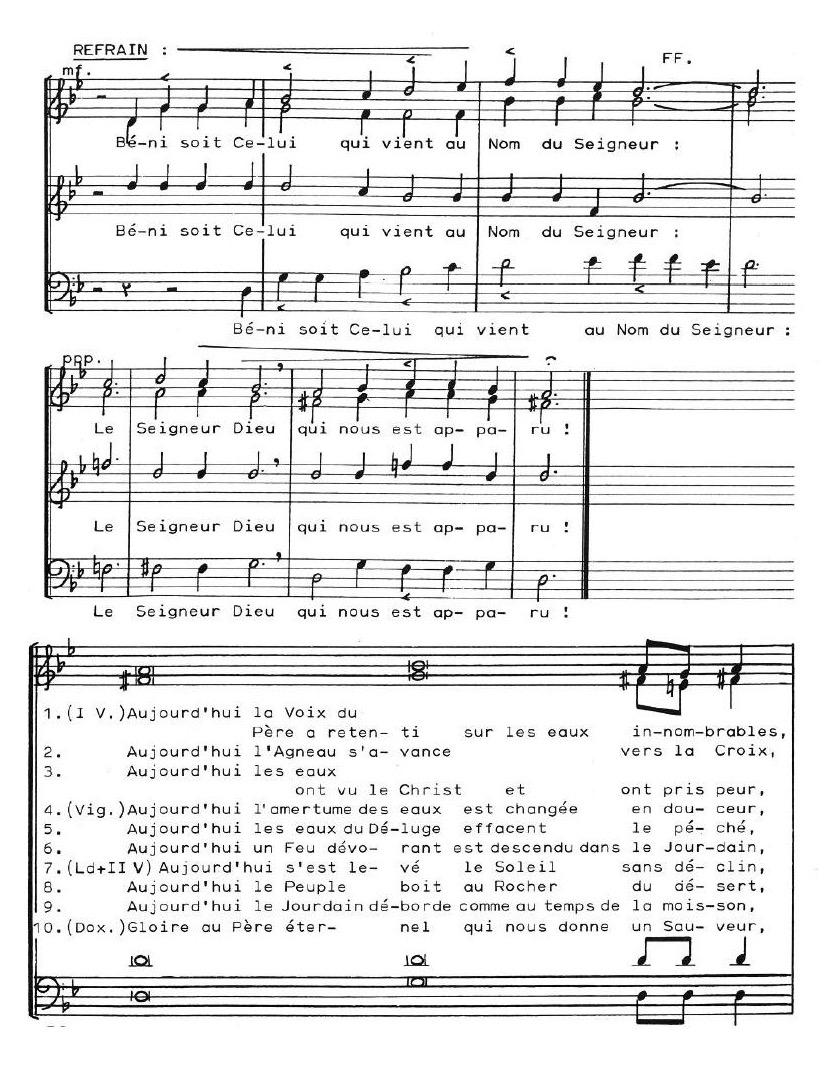 REFRAIN :
mf. FF.
Bé-ni soit Ce-lui qui vient au Nom du Seigneur :
Bé-ni soit Ce-lui qui vient au Nom du Seigneur :
Bé-ni soit Ce-lui qui vient au Nom du Seigneur :
ppp.
Le Seigneur Dieu qui nous est ap- pa- ru !
Le Seigneur Dieu qui nous est ap- pa- ru !
Le Seigneur Dieu qui nous est ap- pa- ru !
1.(I V.)Aujourd'hui la Voix du
Père a reten- ti sur les eaux in-nom-brables,
2. Aujourd'hui l'Agneau s'a- vance vers la Croix,
3. Aujourd'hui les eaux
ont vu le Christ et ont pris peur,
4.(Vig.)Aujourd'hui l'amertume des eaux est changée en dou- ceur,
5. Aujourd'hui les eaux du Dé- luge effacent le pé- ché,
6. Aujourd'hui un Feu dévo- rant est descendu dans le Jour-dain,
7.(Ld+II V) Aujourd'hui s'est le- vé le Soleil sans dé- clin,
8. Aujourd'hui le Peuple boit au Rocher du dé- sert,
9. Aujourd'hui le Jourdain dé-borde comme au temps de la mois-son,
10.(Dox.)Gloire au Père éter- nel qui nous donne un Sau- veur,